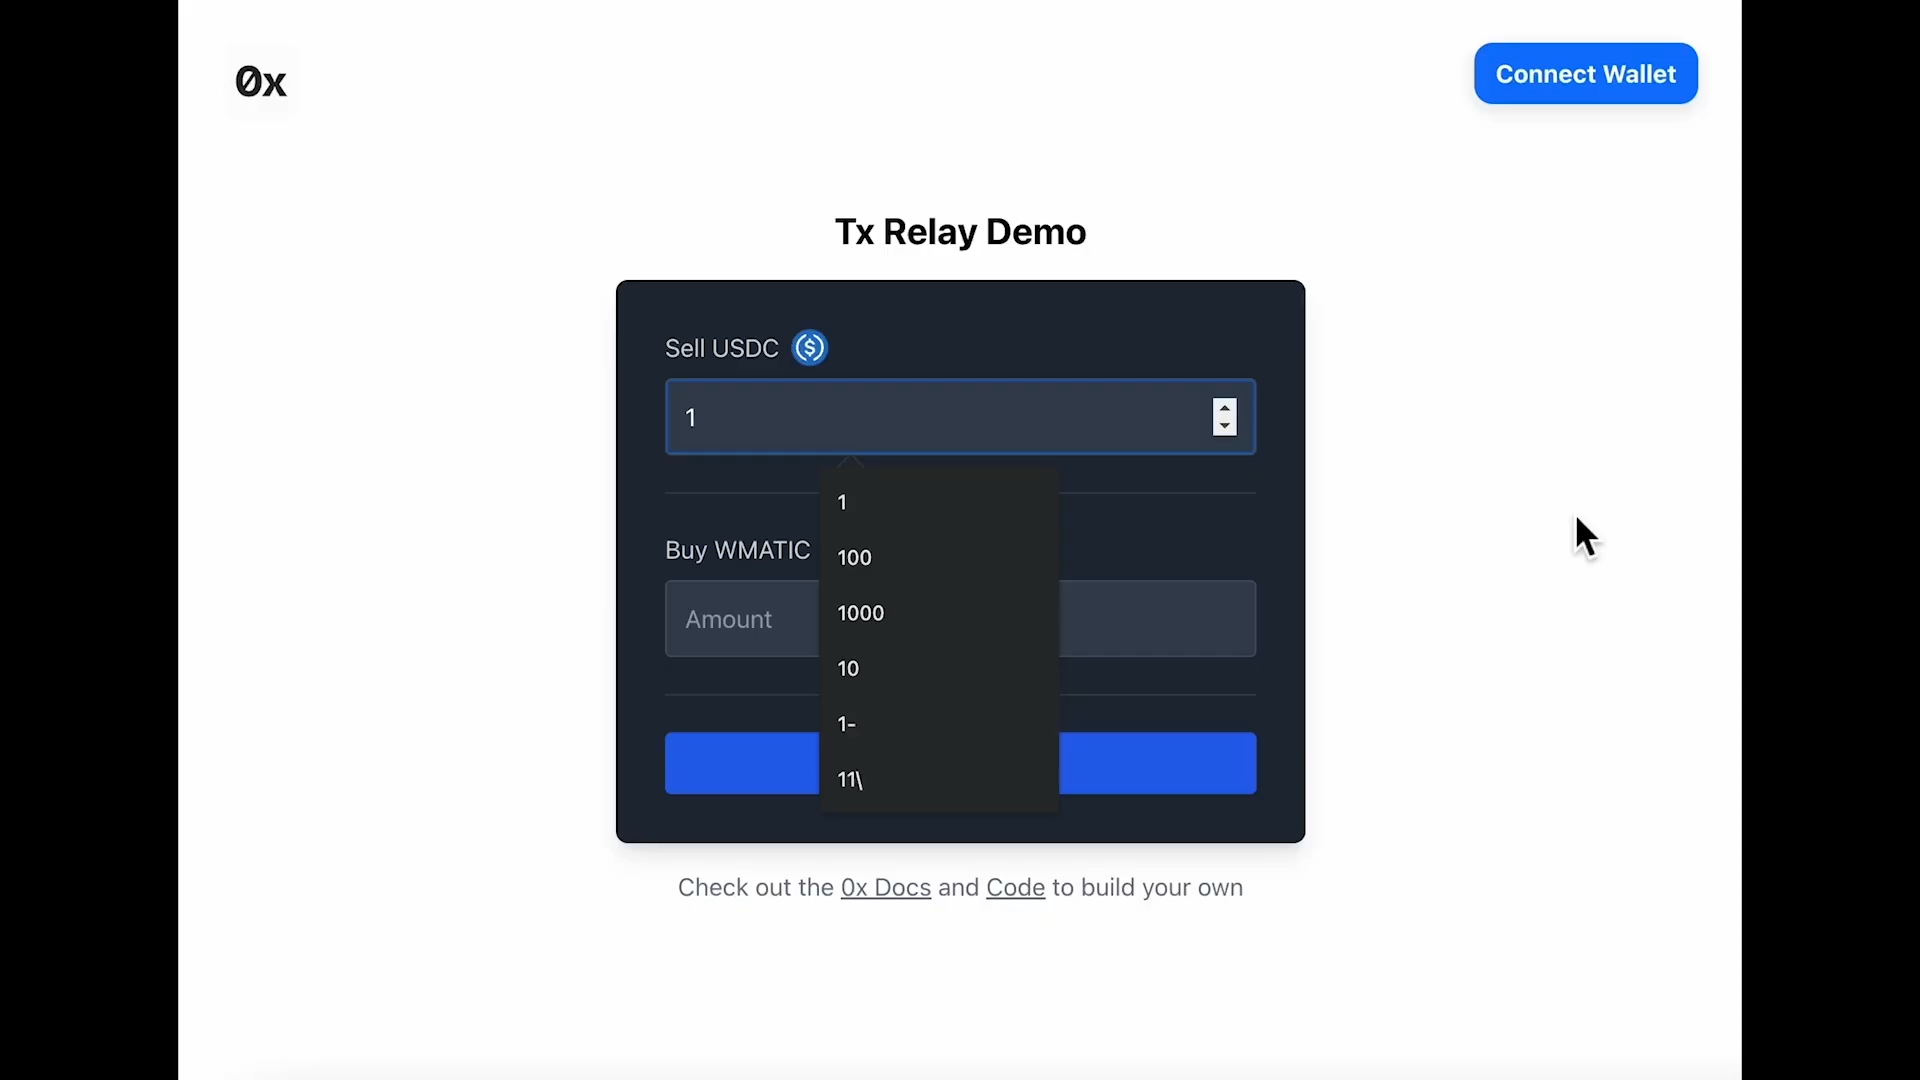 0x
Connect Wallet
Tx Relay Demo
Sell USDC
1
1
100
1000
10
1-
11\
Buy WMATIC
Amount
Check out the 0x Docs and Code to build your own